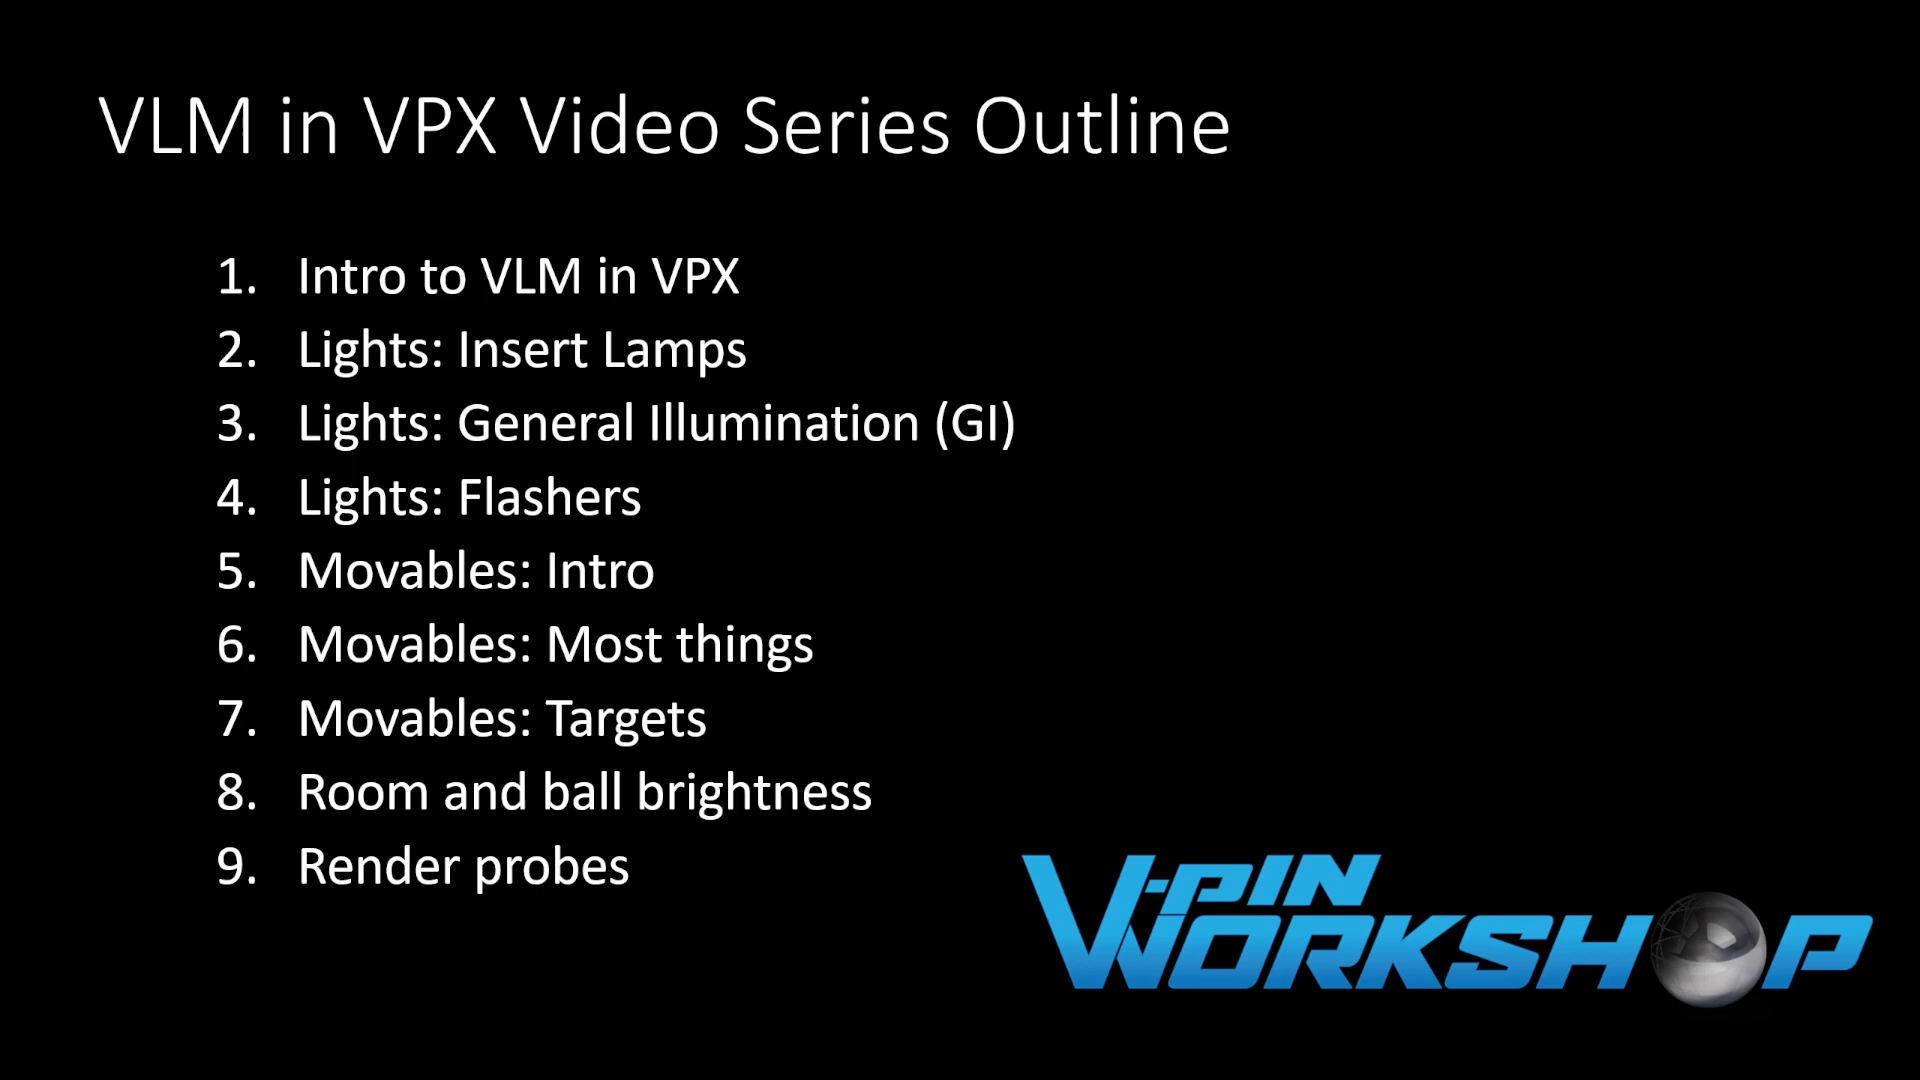 VLM in VPX Video Series Outline
1. Intro to VLM in VPX
2. Lights: Insert Lamps
3. Lights: General Illumination (GI)
4. Lights: Flashers
5. Movables: Intro
6. Movables: Most things
7. Movables: Targets
8. Room and ball brightness
9. Render probes
V-PIN
WORKSHOP